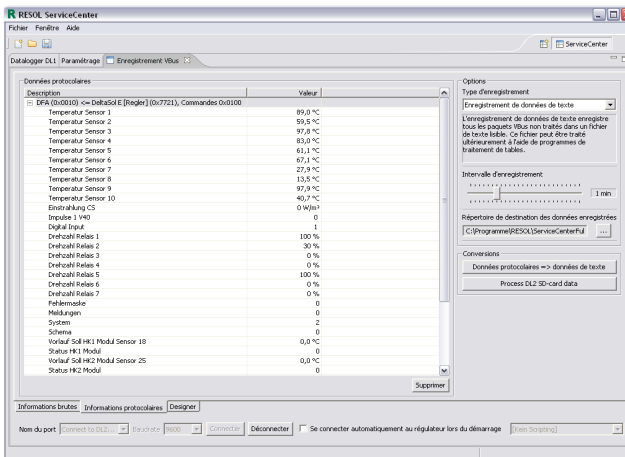 RESOL ServiceCenter
Fichier Fenêtre Aide
ServiceCenter
Datalogger DL1 Paramétrage Enregistrement VBus
Données protocolaires
Description Valeur
DFA (0x0010) <= DeltaSol E [Regler] (0x7721), Commandes 0x0100
Temperatur Sensor 1 89,0 °C
Temperatur Sensor 2 59,5 °C
Temperatur Sensor 3 97,8 °C
Temperatur Sensor 4 83,0 °C
Temperatur Sensor 5 61,1 °C
Temperatur Sensor 6 67,1 °C
Temperatur Sensor 7 27,9 °C
Temperatur Sensor 8 13,5 °C
Temperatur Sensor 9 97,9 °C
Temperatur Sensor 10 40,7 °C
Einstrahlung CS 0 W/m²
Impulse 1 V40 0
Digital Input 1
Drehzahl Relais 1 100 %
Drehzahl Relais 2 30 %
Drehzahl Relais 3 0 %
Drehzahl Relais 4 0 %
Drehzahl Relais 5 100 %
Drehzahl Relais 6 0 %
Drehzahl Relais 7 0 %
Fehlermaske 0
Meldungen 0
System 2
Schema 0
Vorlauf Soll HK1 Modul Sensor 18 0,0 °C
Status HK1 Modul 0
Vorlauf Soll HK2 Modul Sensor 25 0,0 °C
Status HK2 Modul 0
Supprimer
Options
Type d'enregistrement
Enregistrement de données de texte
L'enregistrement de données de texte enregistre
tous les paquets VBus non traités dans un fichier
de texte lisible. Ce fichier peut être traité
ultérieurement à l'aide de programmes de
traitement de tables.
Intervalle d'enregistrement
1 min
Répertoire de destination des données enregistrées
C:\Programme\RESOL\ServiceCenterFul ...
Conversions
Données protocolaires => données de texte
Process DL2 SD-card data
Informations brutes Informations protocolaires Designer
Nom du port Connect to DL2... Baudrate 9600 Connecter Déconnecter Se connecter automatiquement au régulateur lors du démarrage [Kein Scripting]